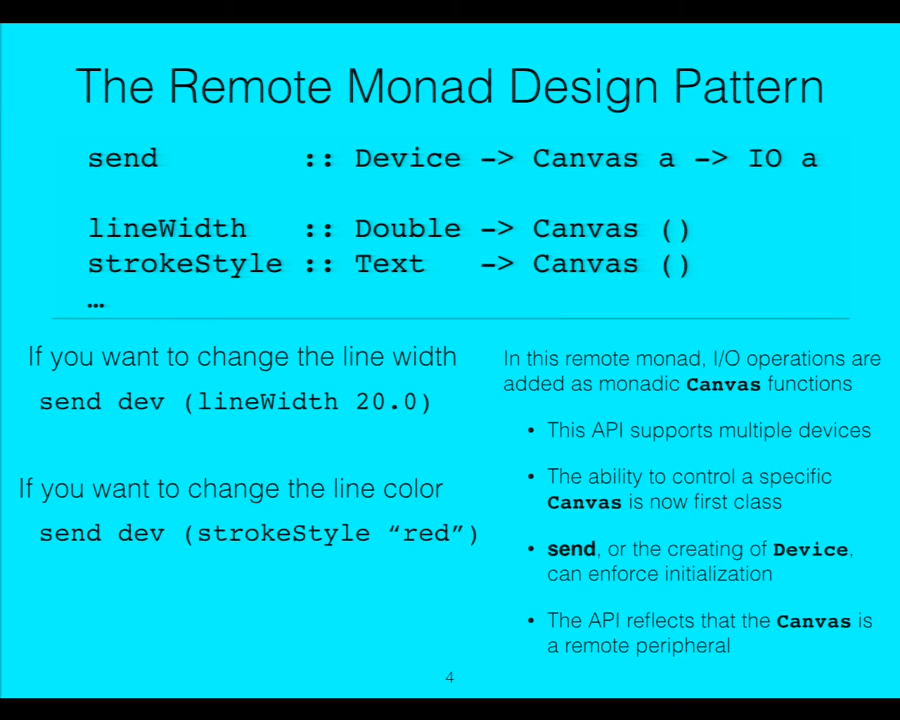 The Remote Monad Design Pattern
send :: Device -> Canvas a -> IO a
lineWidth :: Double -> Canvas ()
strokeStyle :: Text -> Canvas ()
…
If you want to change the line width
send dev (lineWidth 20.0)
If you want to change the line color
send dev (strokeStyle “red”)
In this remote monad, I/O operations are
added as monadic Canvas functions
• This API supports multiple devices
• The ability to control a specific
Canvas is now first class
• send, or the creating of Device,
can enforce initialization
• The API reflects that the Canvas is
a remote peripheral
4